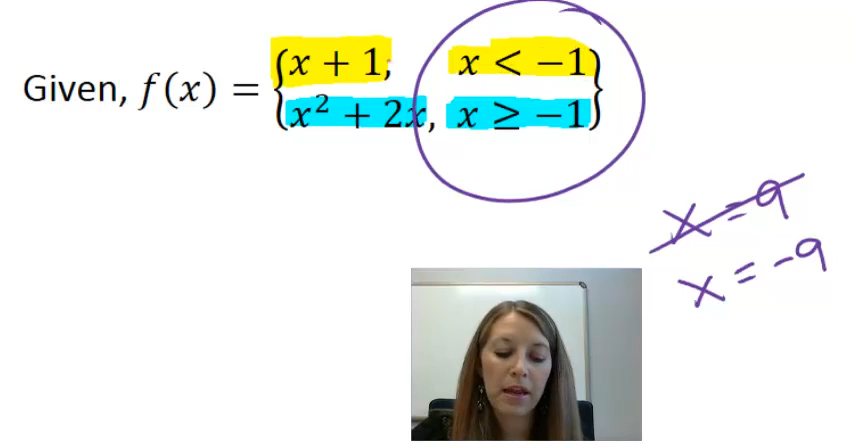 Given, f(x) = {x + 1, x < −1
x² + 2x, x ≥ −1}
x = 9
x = -9